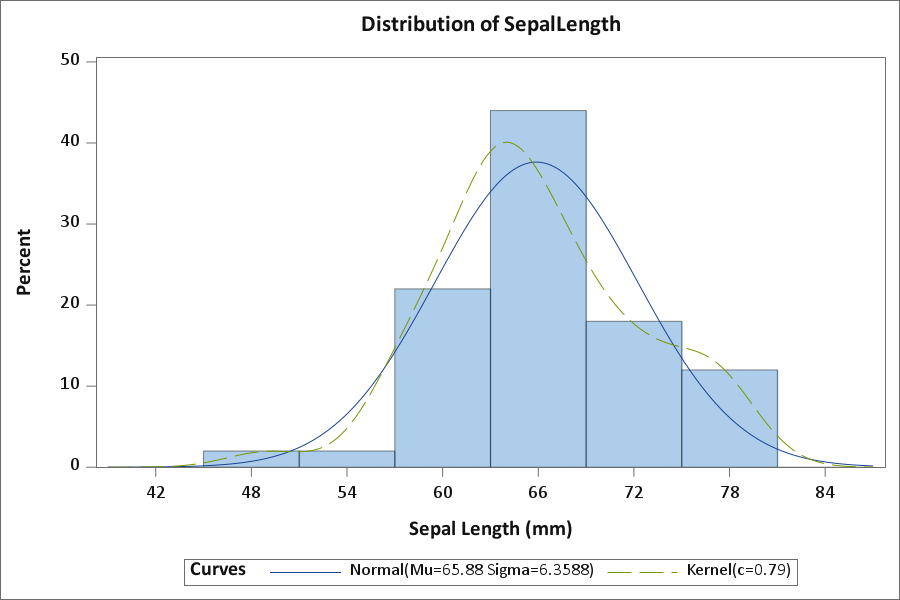 Distribution of SepalLength
50
40
30
20
10
0
Percent
42 48 54 60 66 72 78 84
Sepal Length (mm)
Curves Normal(Mu=65.88 Sigma=6.3588) Kernel(c=0.79)